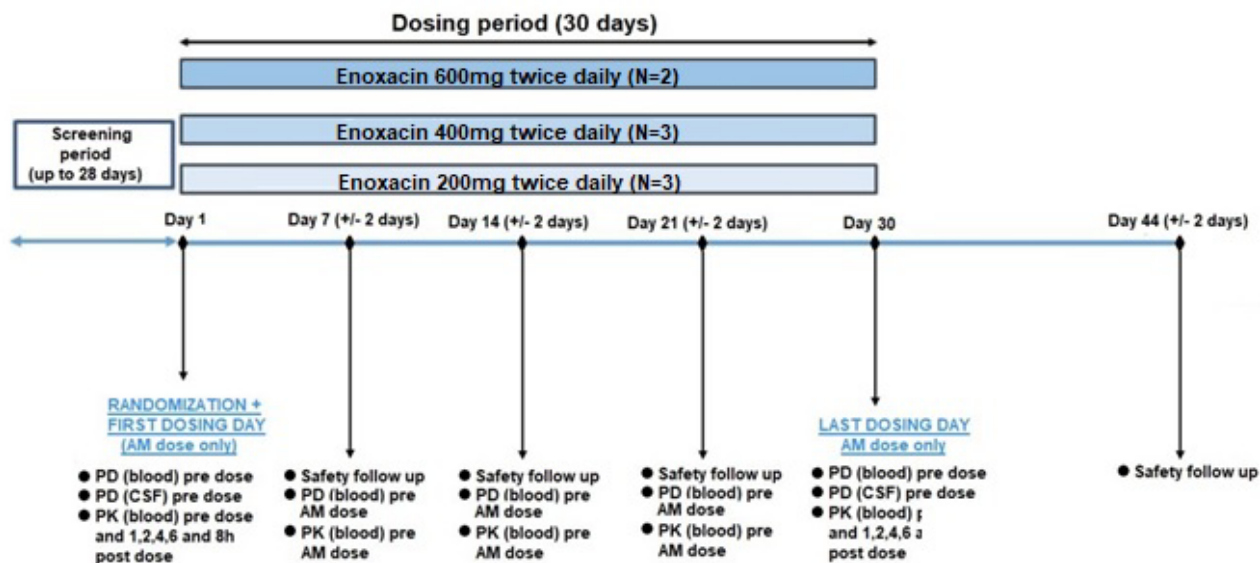 Dosing period (30 days)
Enoxacin 600mg twice daily (N=2)
Enoxacin 400mg twice daily (N=3)
Enoxacin 200mg twice daily (N=3)
Screening
period
(up to 28 days)
Day 1
Day 7 (+/- 2 days)
Day 14 (+/- 2 days)
Day 21 (+/- 2 days)
Day 30
Day 44 (+/- 2 days)
RANDOMIZATION +
FIRST DOSING DAY
(AM dose only)
● PD (blood) pre dose
● PD (CSF) pre dose
● PK (blood) pre dose
and 1,2,4,6 and 8h
post dose
● Safety follow up
● PD (blood) pre
AM dose
● PK (blood) pre
AM dose
● Safety follow up
● PD (blood) pre
AM dose
● PK (blood) pre
AM dose
● Safety follow up
● PD (blood) pre
AM dose
● PK (blood) pre
AM dose
LAST DOSING DAY
AM dose only
● PD (blood) pre dose
● PD (CSF) pre dose
● PK (blood)
and 1,2,4,6
post dose
● Safety follow up